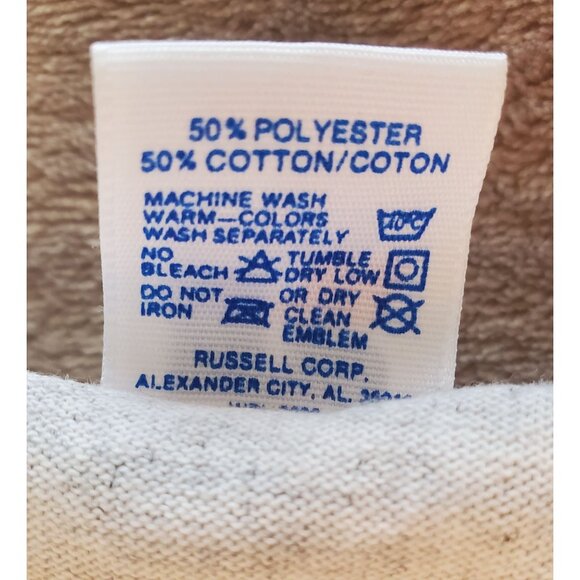 50% POLYESTER
50% COTTON/COTON
MACHINE WASH
WARM—COLORS
WASH SEPARATELY
40°C
NO
BLEACH
TUMBLE
DRY LOW
DO NOT
IRON
OR DRY
CLEAN
EMBLEM
RUSSELL CORP.
ALEXANDER CITY, AL.